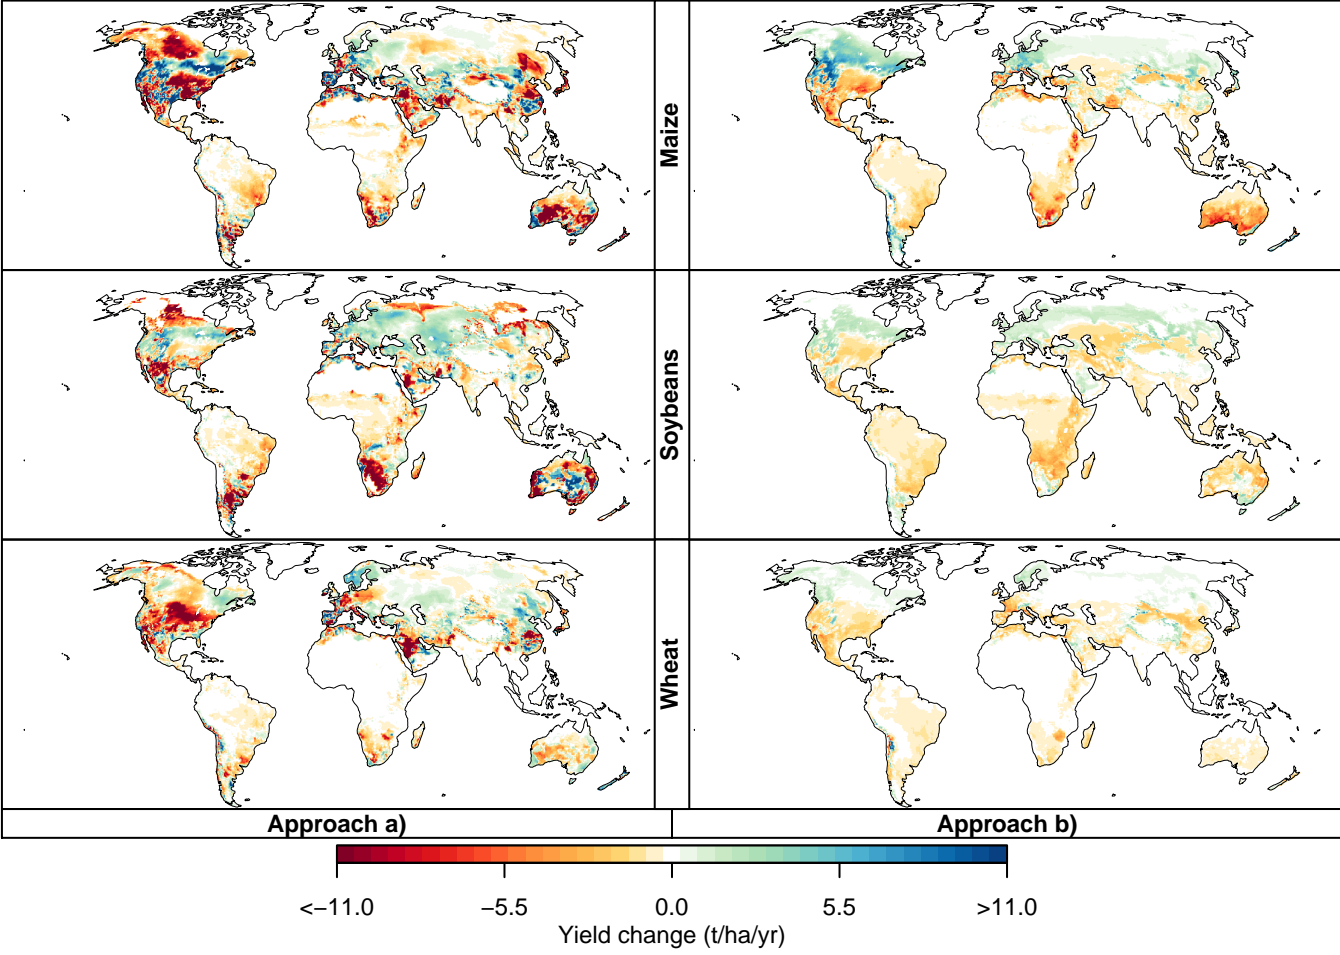 Maize
Soybeans
Wheat
Approach a)
Approach b)
<−11.0
−5.5
0.0
5.5
>11.0
Yield change (t/ha/yr)